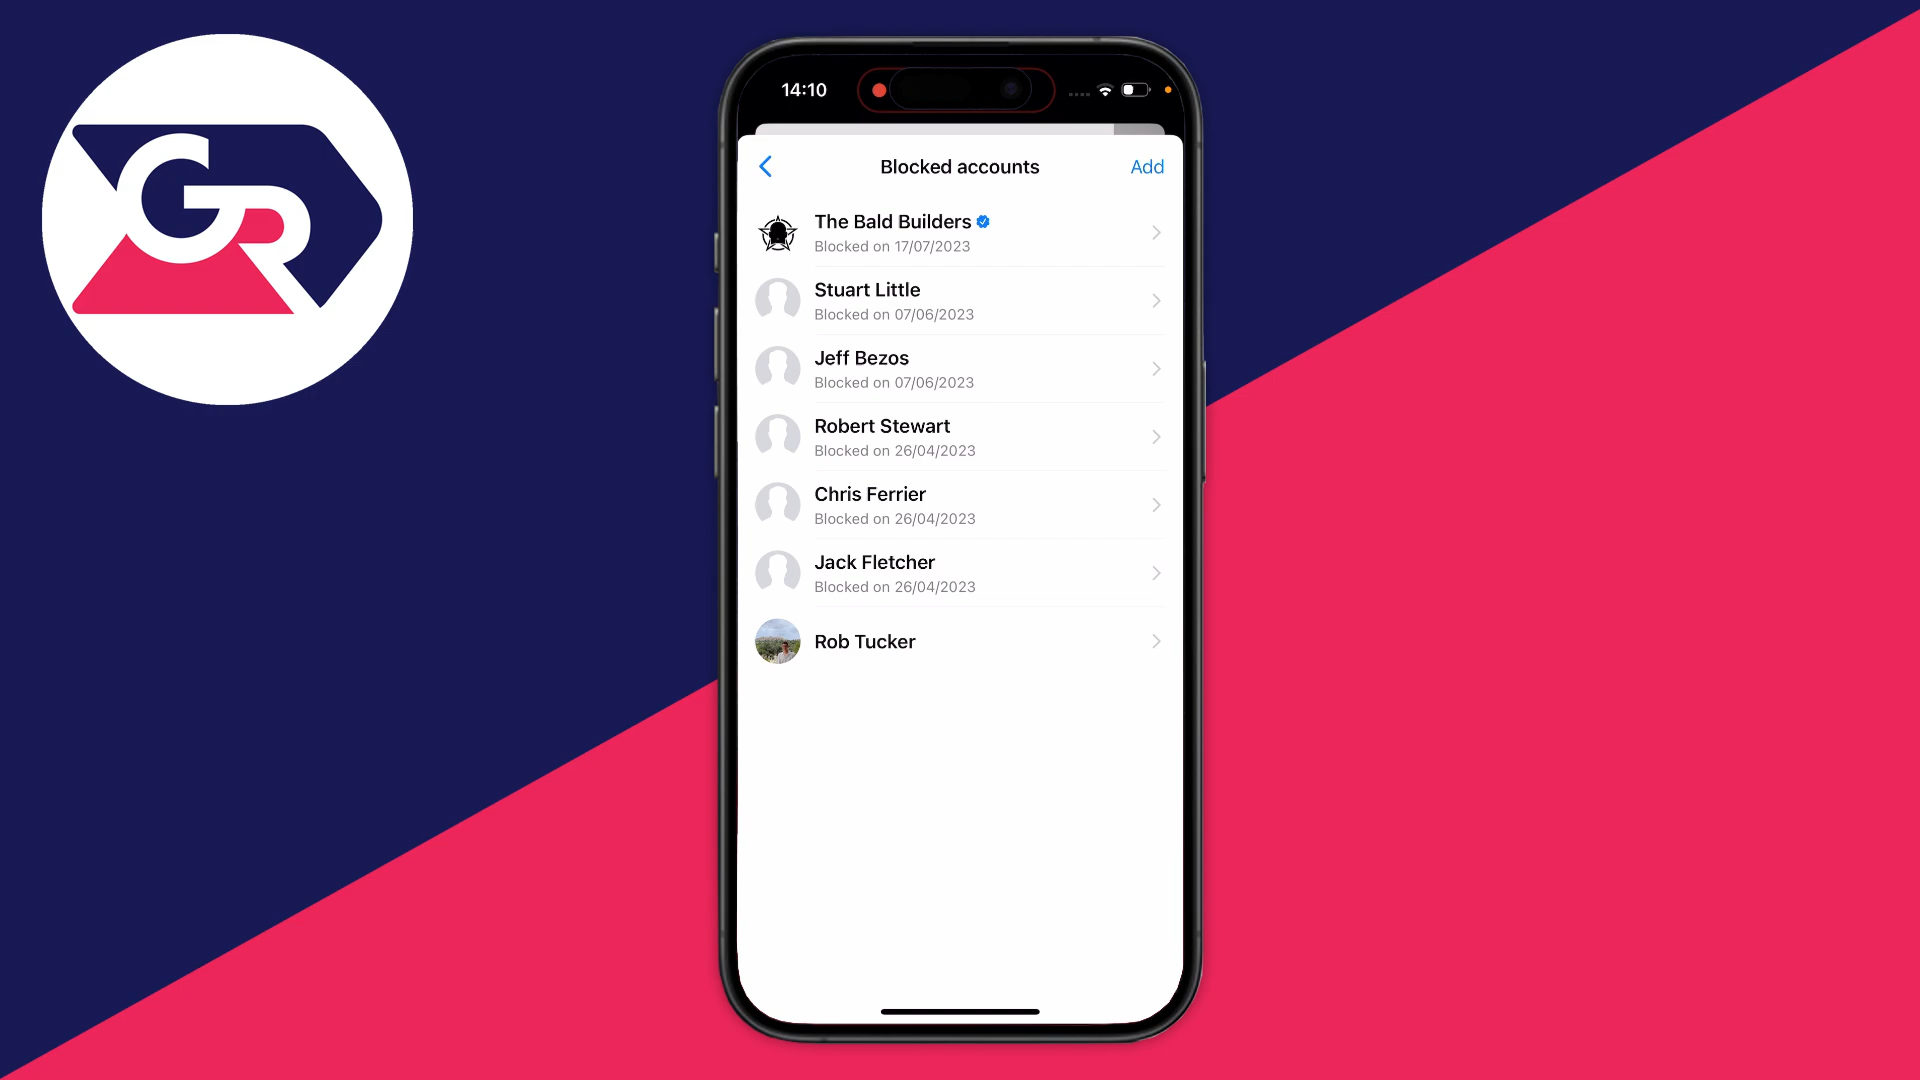 GR
14:10
Blocked accounts
Add
The Bald Builders
Blocked on 17/07/2023
Stuart Little
Blocked on 07/06/2023
Jeff Bezos
Blocked on 07/06/2023
Robert Stewart
Blocked on 26/04/2023
Chris Ferrier
Blocked on 26/04/2023
Jack Fletcher
Blocked on 26/04/2023
Rob Tucker